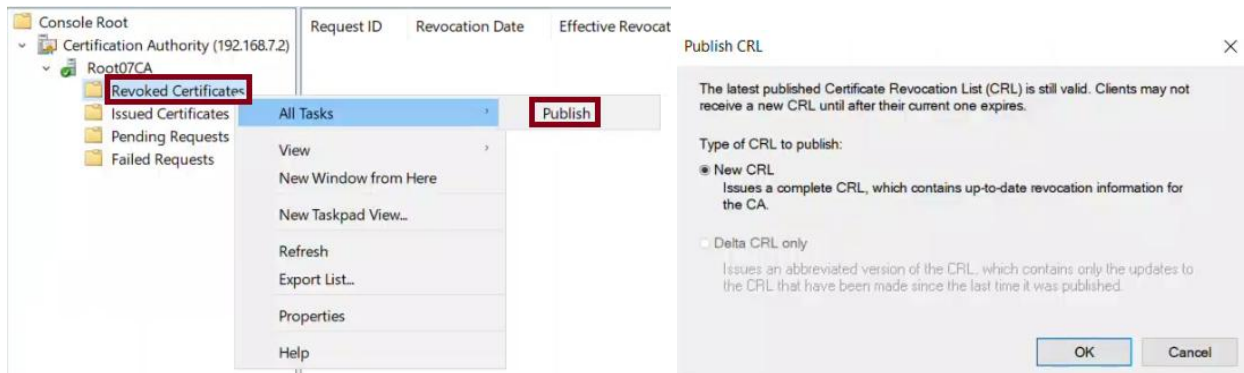 Console Root
Certification Authority (192.168.7.2)
Root07CA
Revoked Certificates
Issued Certificates
Pending Requests
Failed Requests
Request ID Revocation Date Effective Revocat
All Tasks
Publish
View
New Window from Here
New Taskpad View...
Refresh
Export List...
Properties
Help
Publish CRL
The latest published Certificate Revocation List (CRL) is still valid. Clients may not
receive a new CRL until after their current one expires.
Type of CRL to publish:
New CRL
Issues a complete CRL, which contains up-to-date revocation information for
the CA.
Delta CRL only
Issues an abbreviated version of the CRL, which contains only the updates to
the CRL that have been made since the last time it was published.
OK Cancel